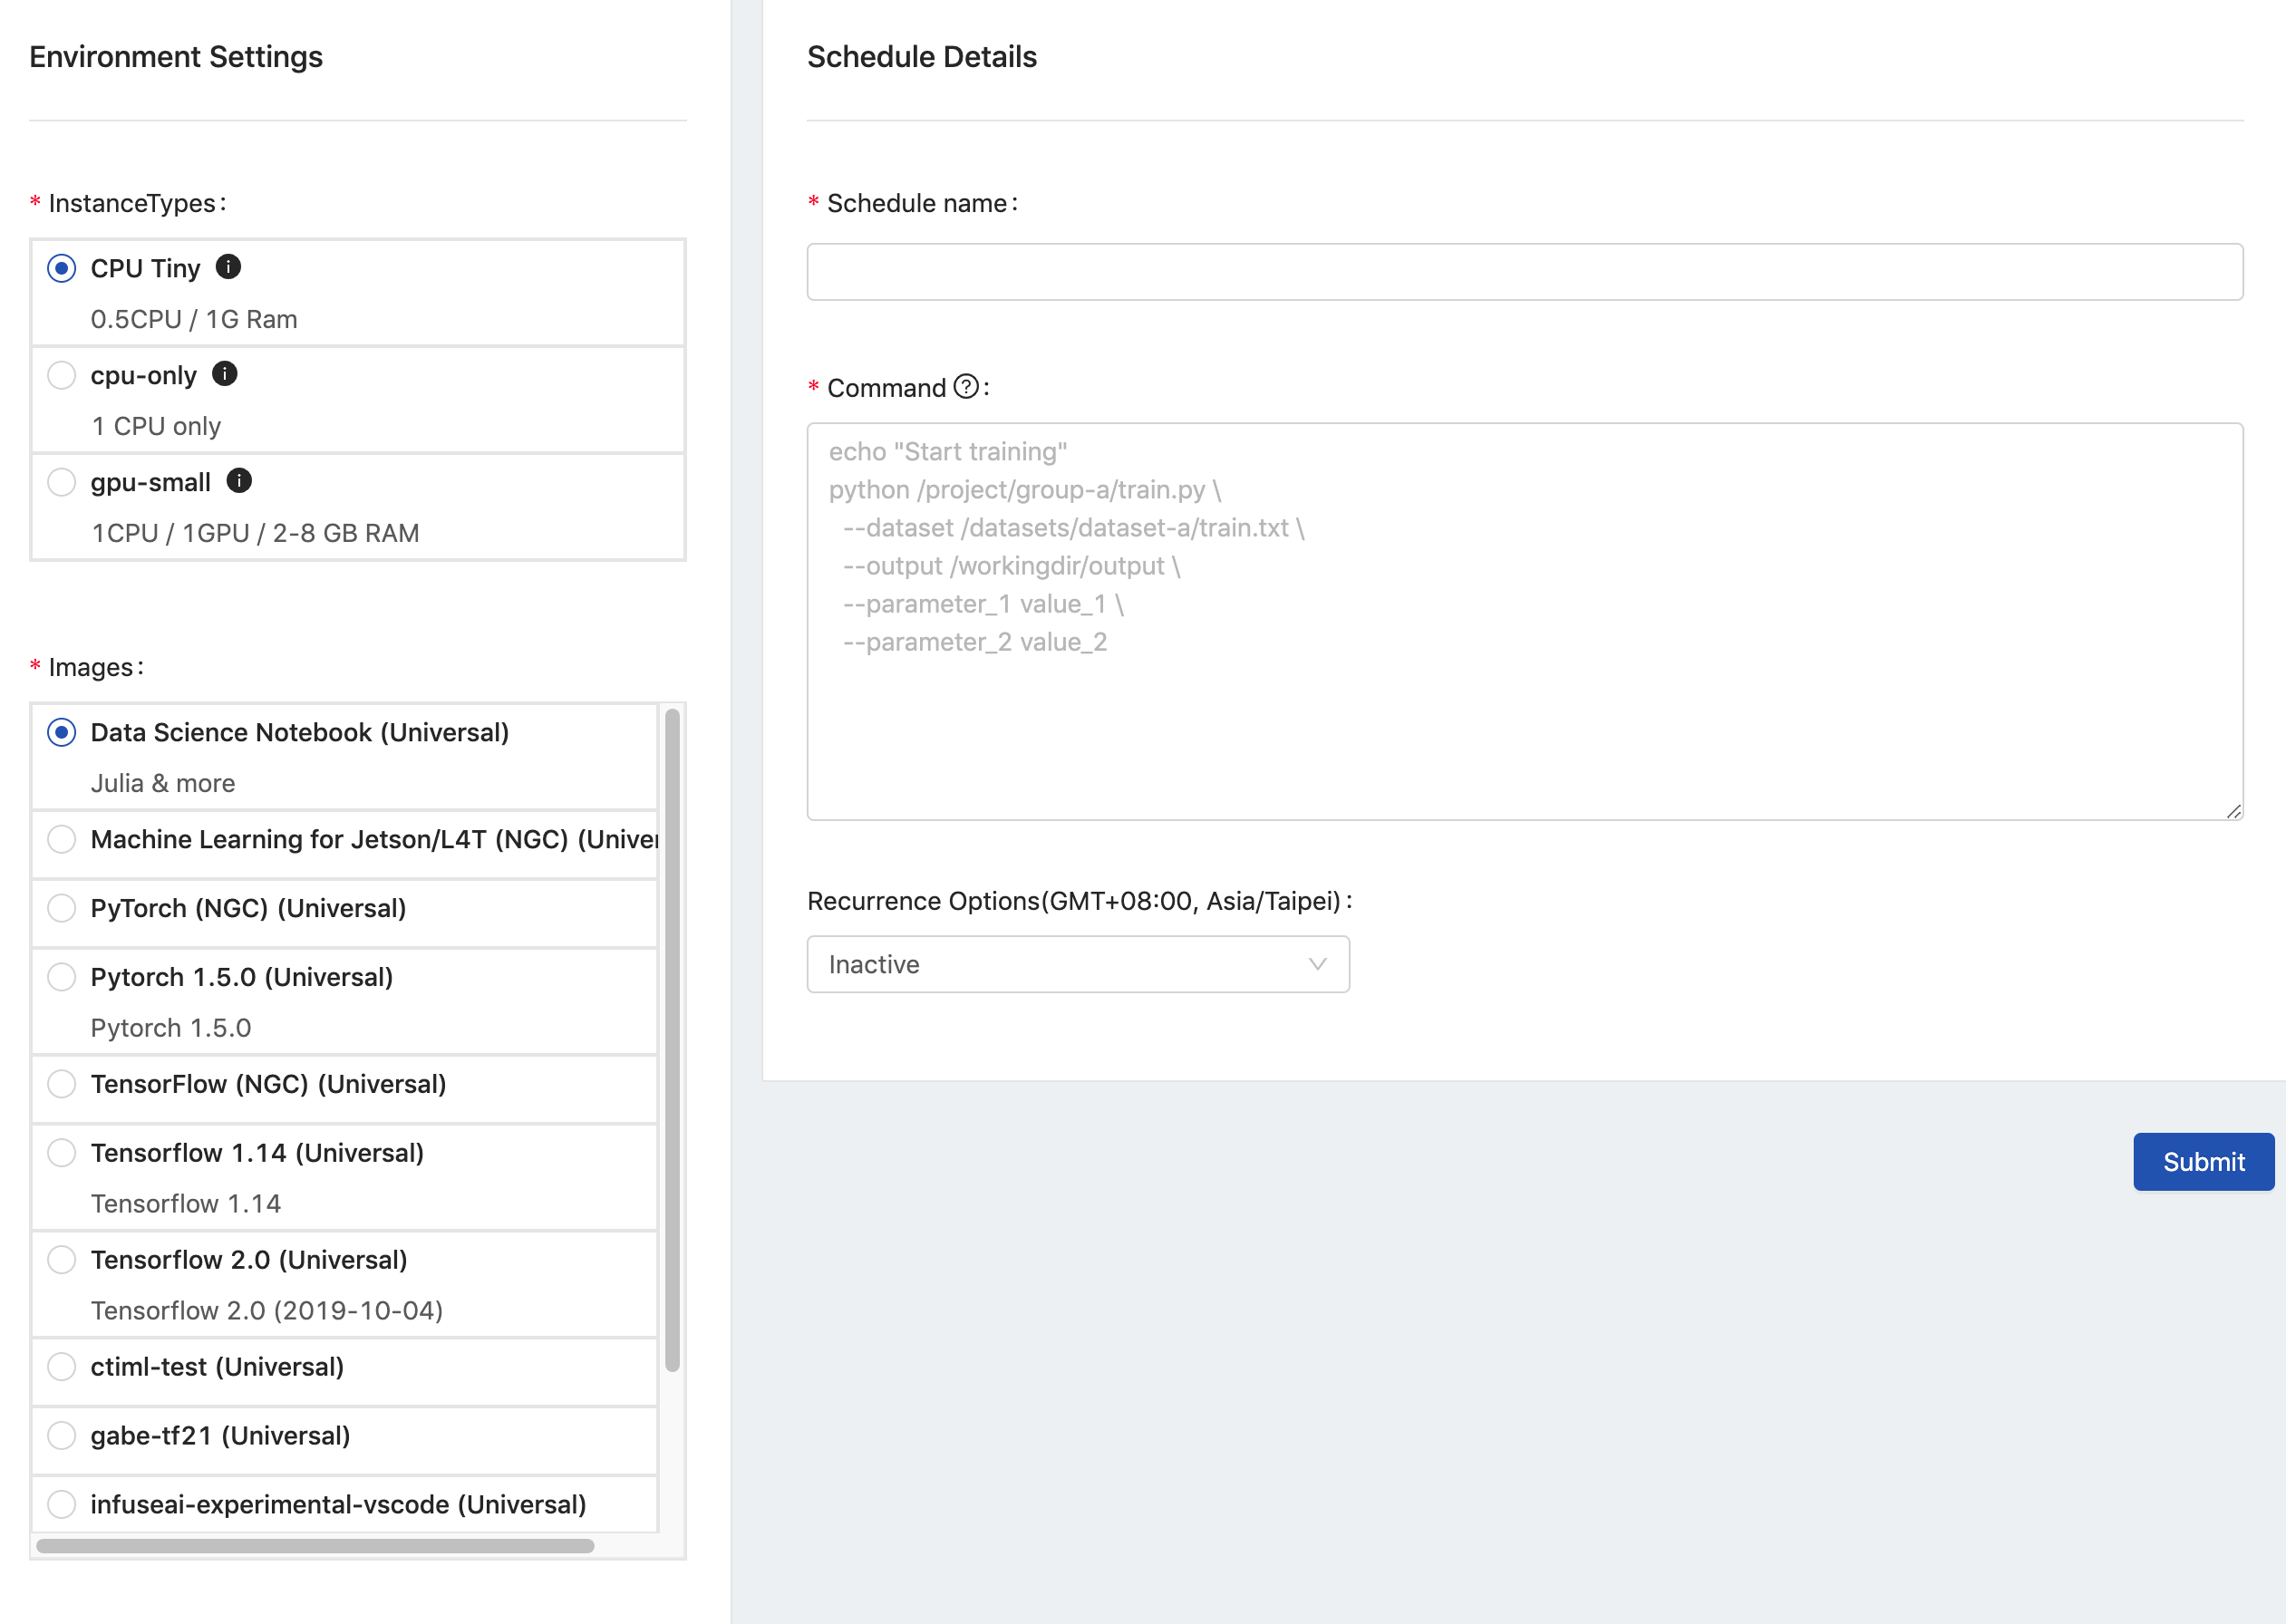 Environment Settings
* InstanceTypes:
CPU Tiny
0.5CPU / 1G Ram
cpu-only
1 CPU only
gpu-small
1CPU / 1GPU / 2-8 GB RAM
* Images:
Data Science Notebook (Universal)
Julia & more
Machine Learning for Jetson/L4T (NGC) (Univer
PyTorch (NGC) (Universal)
Pytorch 1.5.0 (Universal)
Pytorch 1.5.0
TensorFlow (NGC) (Universal)
Tensorflow 1.14 (Universal)
Tensorflow 1.14
Tensorflow 2.0 (Universal)
Tensorflow 2.0 (2019-10-04)
ctiml-test (Universal)
gabe-tf21 (Universal)
infuseai-experimental-vscode (Universal)
Schedule Details
* Schedule name:
* Command ?:
echo "Start training"
python /project/group-a/train.py \
--dataset /datasets/dataset-a/train.txt \
--output /workingdir/output \
--parameter_1 value_1 \
--parameter_2 value_2
Recurrence Options(GMT+08:00, Asia/Taipei):
Inactive
Submit